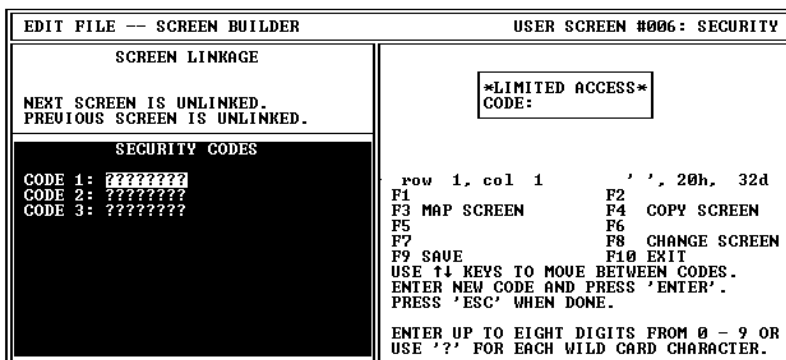 EDIT FILE -- SCREEN BUILDER
USER SCREEN #006: SECURITY
SCREEN LINKAGE
NEXT SCREEN IS UNLINKED.
PREVIOUS SCREEN IS UNLINKED.
SECURITY CODES
CODE 1: ????????
CODE 2: ????????
CODE 3: ????????
*LIMITED ACCESS*
CODE:
row 1, col 1 ' ', 20h, 32d
F1 F2
F3 MAP SCREEN F4 COPY SCREEN
F5 F6
F7 F8 CHANGE SCREEN
F9 SAVE F10 EXIT
USE ↑↓ KEYS TO MOVE BETWEEN CODES.
ENTER NEW CODE AND PRESS 'ENTER'.
PRESS 'ESC' WHEN DONE.
ENTER UP TO EIGHT DIGITS FROM 0 - 9 OR
USE '?' FOR EACH WILD CARD CHARACTER.